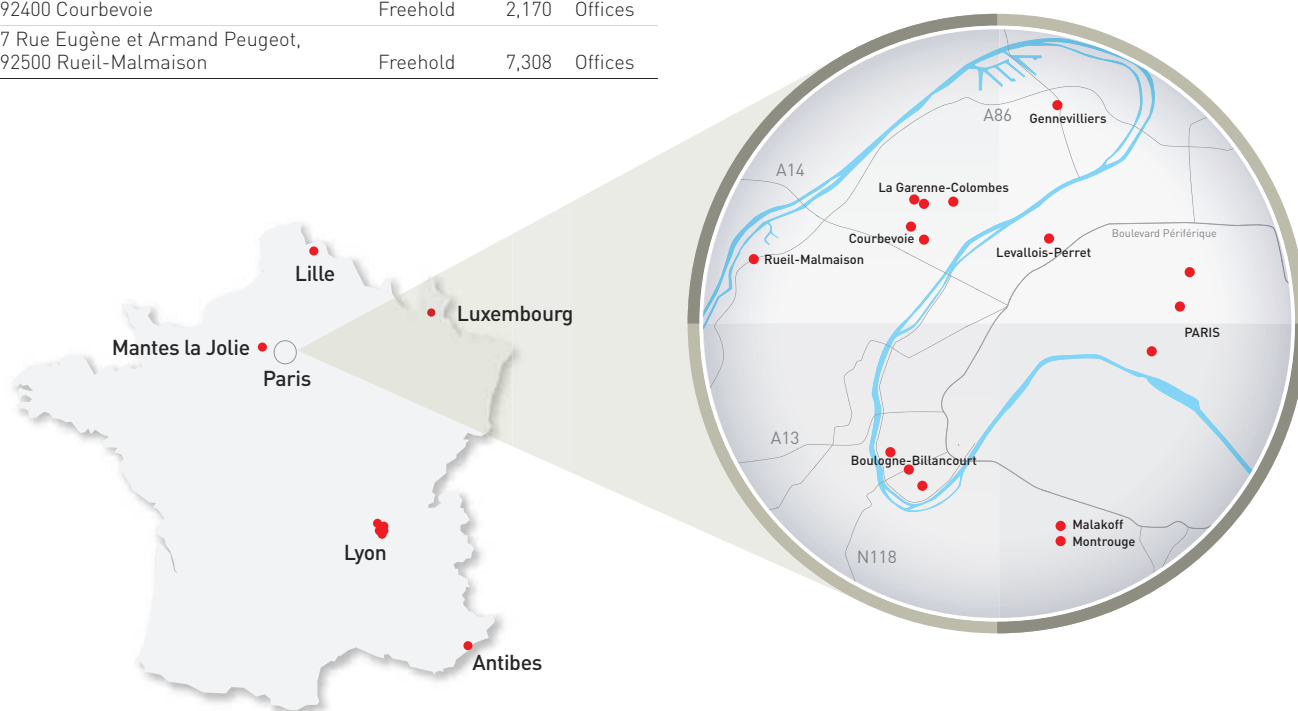 92400 Courbevoie Freehold 2,170 Offices
7 Rue Eugène et Armand Peugeot,
92500 Rueil-Malmaison Freehold 7,308 Offices
Lille
Luxembourg
Mantes la Jolie
Paris
Lyon
Antibes
A86
Gennevilliers
A14
La Garenne-Colombes
Courbevoie
Boulevard Périférique
Levallois-Perret
Rueil-Malmaison
PARIS
A13
Boulogne-Billancourt
Malakoff
Montrouge
N118